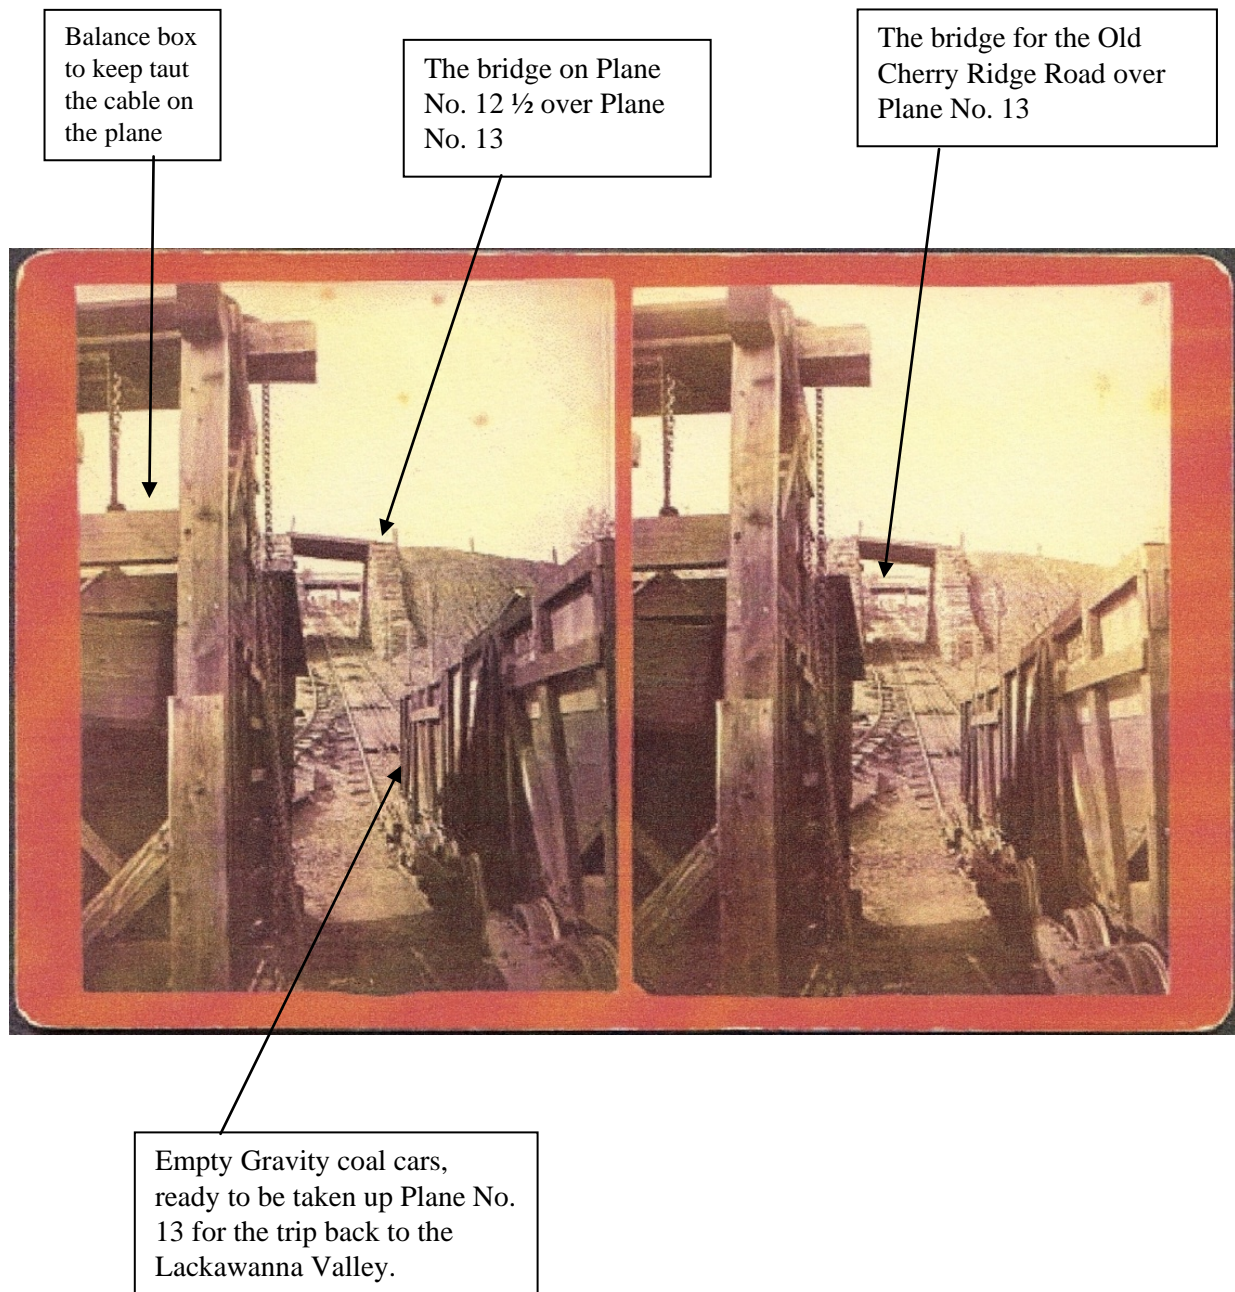 Balance box
to keep taut
the cable on
the plane
The bridge on Plane
No. 12 ½ over Plane
No. 13
The bridge for the Old
Cherry Ridge Road over
Plane No. 13
Empty Gravity coal cars,
ready to be taken up Plane No.
13 for the trip back to the
Lackawanna Valley.